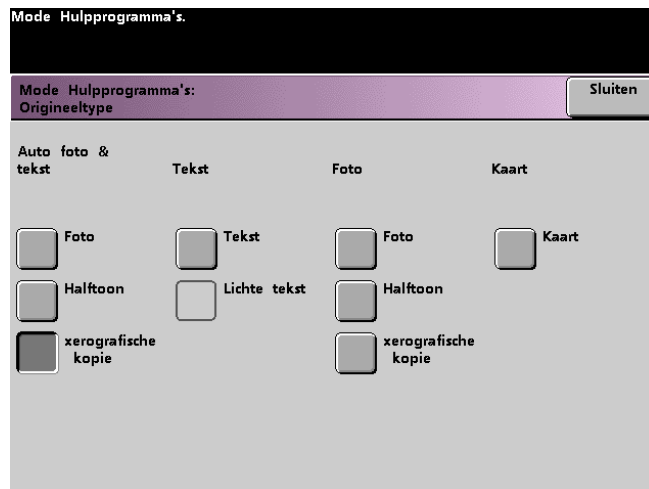 Mode Hulpprogramma's.
Mode Hulpprogramma's:
Origineeltype
Sluiten
Auto foto &
tekst
Tekst
Foto
Kaart
Foto
Tekst
Foto
Kaart
Halftoon
Lichte tekst
Halftoon
xerografische
kopie
xerografische
kopie